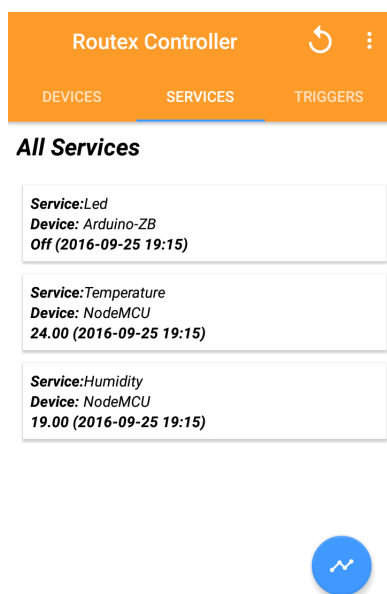 Routex Controller
DEVICES SERVICES TRIGGERS
All Services
Service:Led
Device: Arduino-ZB
Off (2016-09-25 19:15)
Service:Temperature
Device: NodeMCU
24.00 (2016-09-25 19:15)
Service:Humidity
Device: NodeMCU
19.00 (2016-09-25 19:15)